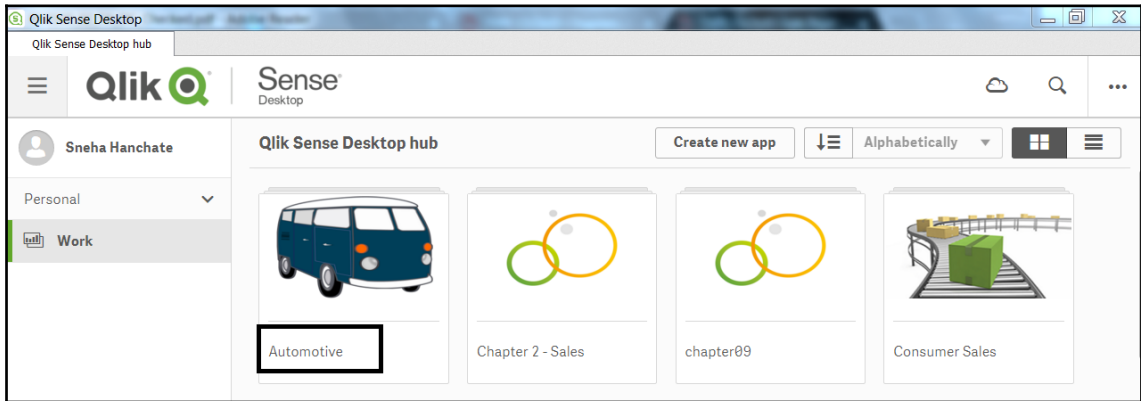 Qlik Sense Desktop
Qlik Sense Desktop hub
Qlik Sense Desktop
Sneha Hanchate
Qlik Sense Desktop hub
Create new app
Alphabetically
Personal
Work
Automotive
Chapter 2 - Sales
chapter09
Consumer Sales